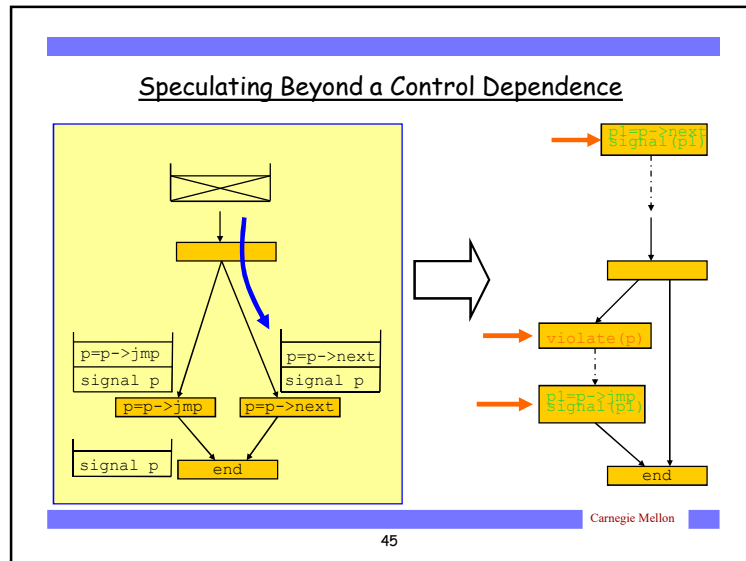 Speculating Beyond a Control Dependence
p1=p->next
signal(p1)
p=p->jmp
signal p
p=p->next
signal p
p=p->jmp
p=p->next
signal p
end
violate(p)
p1=p->jmp
signal(p1)
end
Carnegie Mellon
45